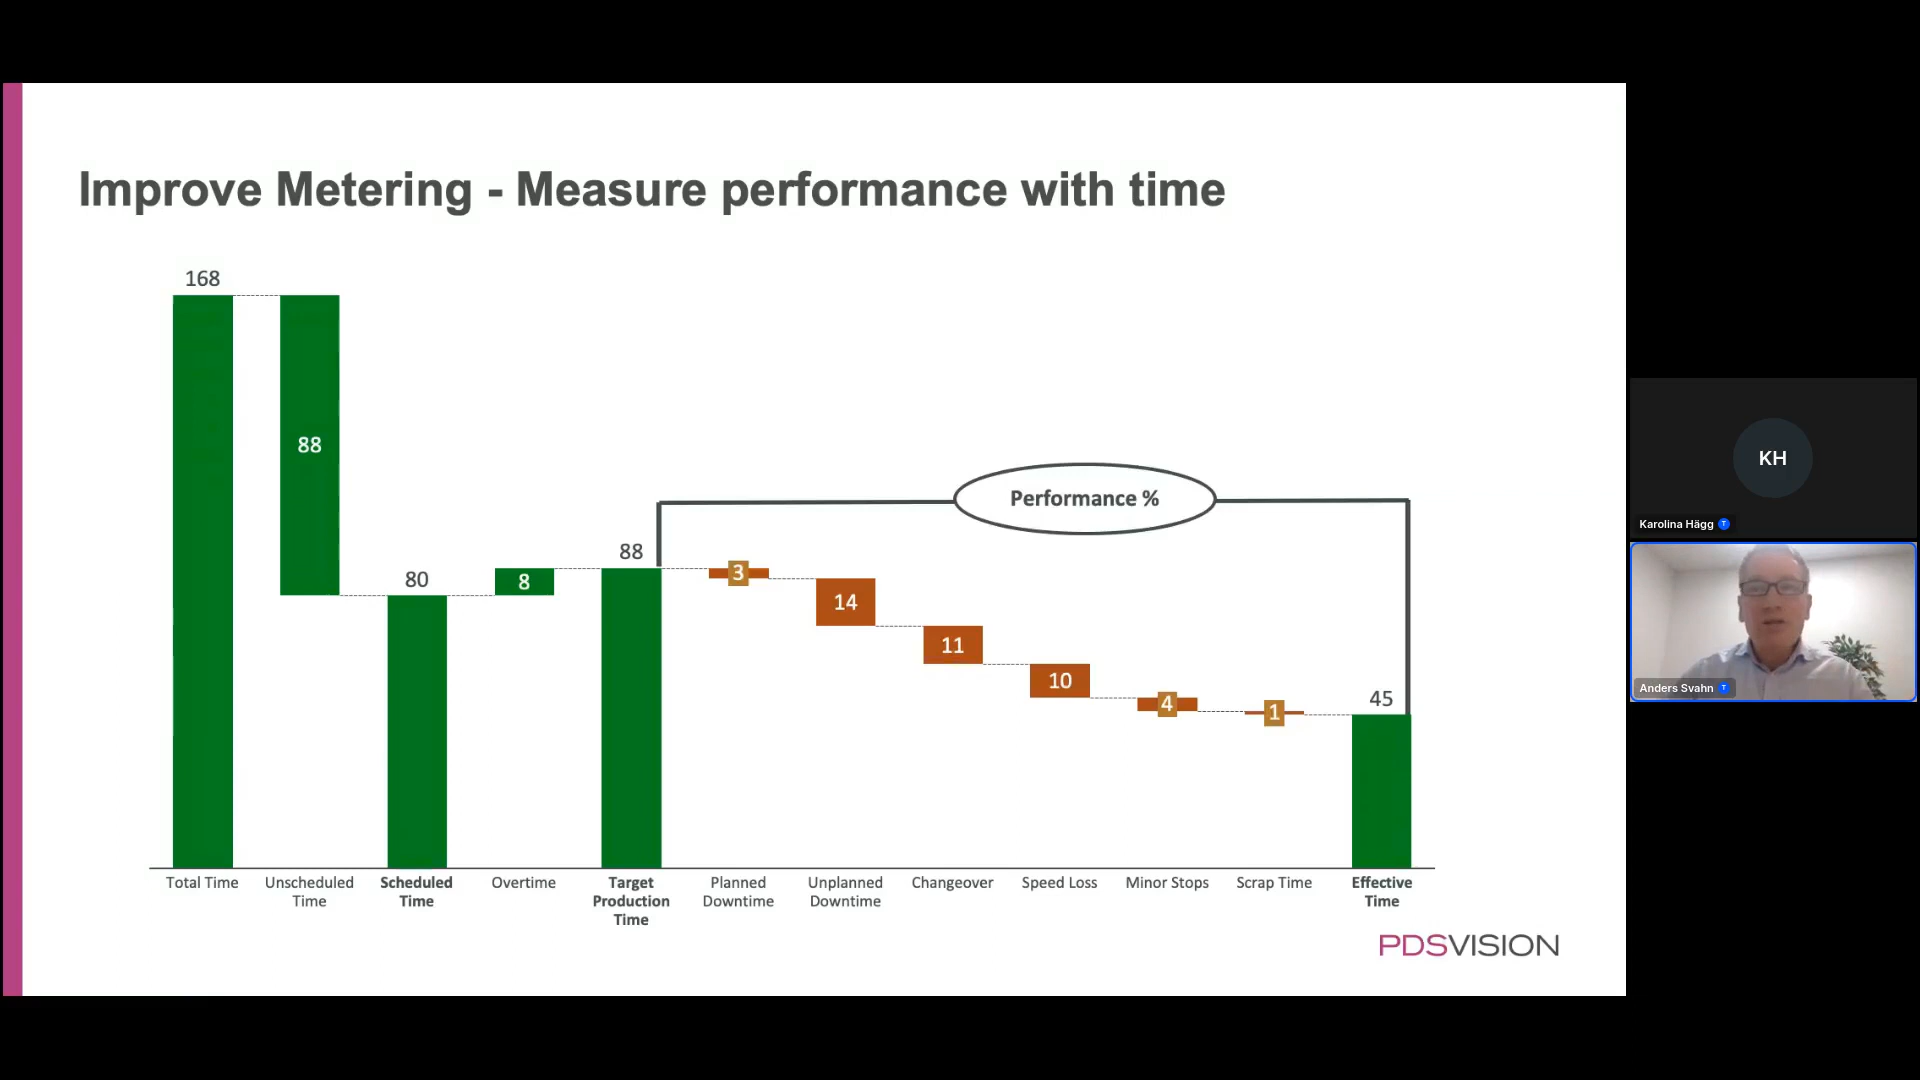 Improve Metering - Measure performance with time
168
88
80
8
88
Performance %
3
14
11
10
4
1
45
Total Time
Unscheduled
Time
Scheduled
Time
Overtime
Target
Production
Time
Planned
Downtime
Unplanned
Downtime
Changeover
Speed Loss
Minor Stops
Scrap Time
Effective
Time
PDSVISION
KH
Karolina Hägg T
Anders Svahn T